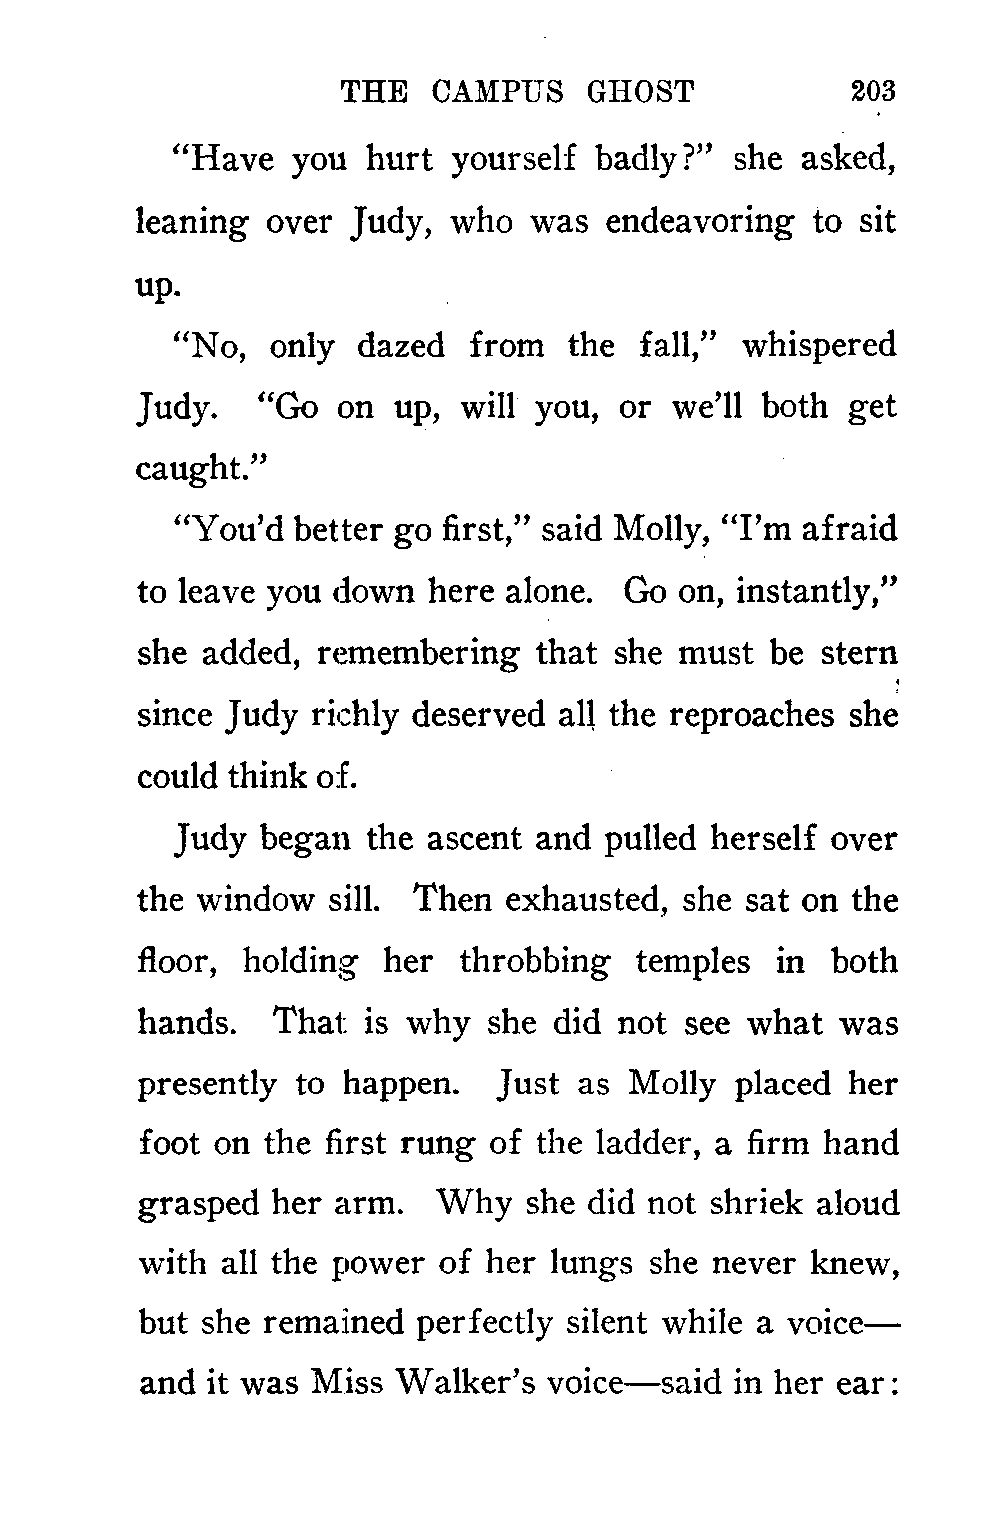 THE CAMPUS GHOST 203
“Have you hurt yourself badly?” she asked,
leaning over Judy, who was endeavoring to sit
up.
“No, only dazed from the fall,” whispered
Judy. “Go on up, will you, or we’ll both get
caught.”
“You’d better go first,” said Molly, “I’m afraid
to leave you down here alone. Go on, instantly,”
she added, remembering that she must be stern
since Judy richly deserved all the reproaches she
could think of.
Judy began the ascent and pulled herself over
the window sill. Then exhausted, she sat on the
floor, holding her throbbing temples in both
hands. That is why she did not see what was
presently to happen. Just as Molly placed her
foot on the first rung of the ladder, a firm hand
grasped her arm. Why she did not shriek aloud
with all the power of her lungs she never knew,
but she remained perfectly silent while a voice—
and it was Miss Walker’s voice—said in her ear: